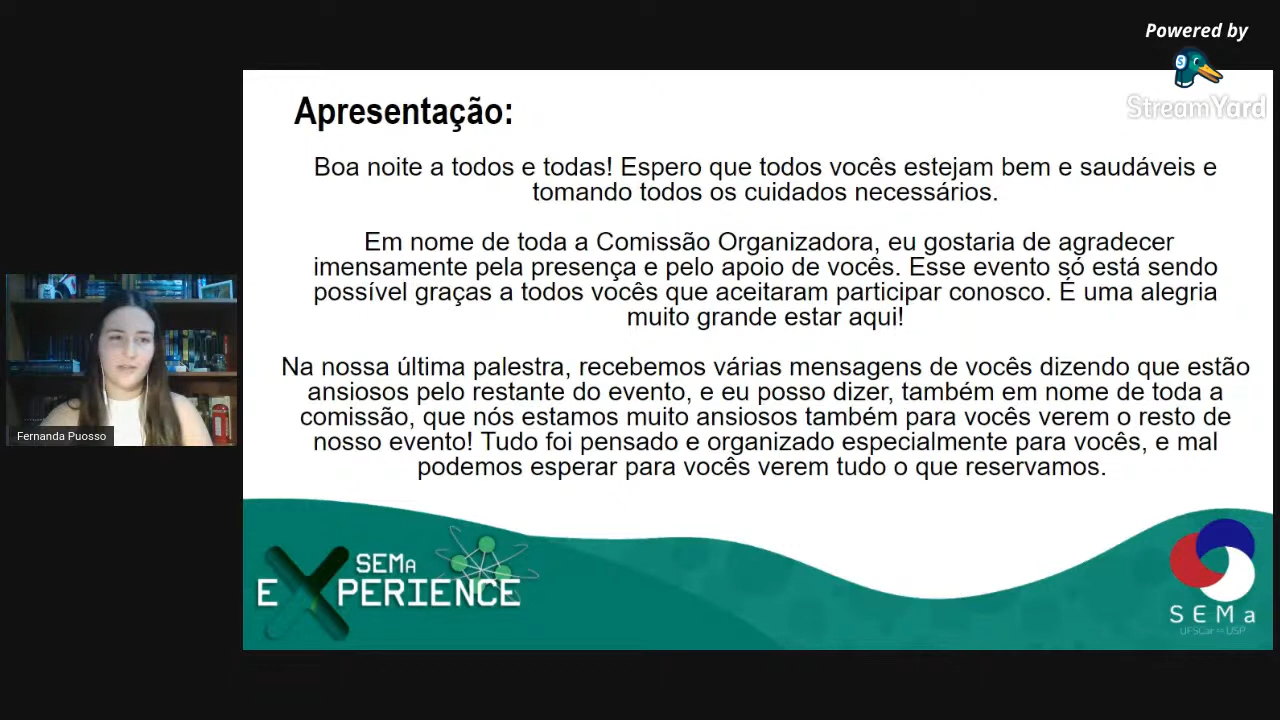 Powered by
StreamYard
Apresentação:
Boa noite a todos e todas! Espero que todos vocês estejam bem e saudáveis e
tomando todos os cuidados necessários.
Em nome de toda a Comissão Organizadora, eu gostaria de agradecer
imensamente pela presença e pelo apoio de vocês. Esse evento só está sendo
possível graças a todos vocês que aceitaram participar conosco. É uma alegria
muito grande estar aqui!
Na nossa última palestra, recebemos várias mensagens de vocês dizendo que estão
ansiosos pelo restante do evento, e eu posso dizer, também em nome de toda a
comissão, que nós estamos muito ansiosos também para vocês verem o resto de
nosso evento! Tudo foi pensado e organizado especialmente para vocês, e mal
podemos esperar para vocês verem tudo o que reservamos.
Fernanda Puosso
SEMA
EXPERIENCE
SEMa
UFSCar - USP